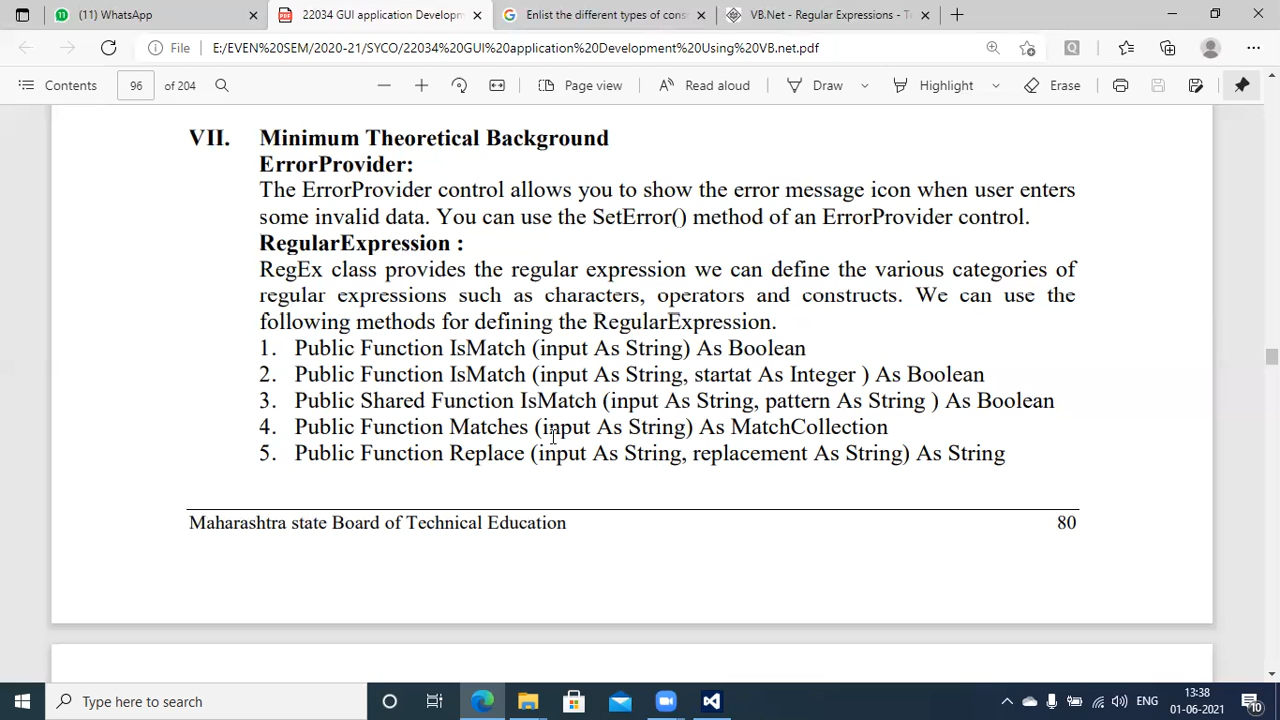 (11) WhatsApp
22034 GUI application Developm
Enlist the different types of cons
VB.Net - Regular Expressions - T
File
E:/EVEN%20SEM/2020-21/SYCO/22034%20GUI%20application%20Development%20Using%20VB.net.pdf
Contents
96
of 204
Page view
Read aloud
Draw
Highlight
Erase
VII. Minimum Theoretical Background
ErrorProvider:
The ErrorProvider control allows you to show the error message icon when user enters
some invalid data. You can use the SetError() method of an ErrorProvider control.
RegularExpression :
RegEx class provides the regular expression we can define the various categories of
regular expressions such as characters, operators and constructs. We can use the
following methods for defining the RegularExpression.
1. Public Function IsMatch (input As String) As Boolean
2. Public Function IsMatch (input As String, startat As Integer ) As Boolean
3. Public Shared Function IsMatch (input As String, pattern As String ) As Boolean
4. Public Function Matches (input As String) As MatchCollection
5. Public Function Replace (input As String, replacement As String) As String
Maharashtra state Board of Technical Education 80
Type here to search
ENG
13:38
01-06-2021
10